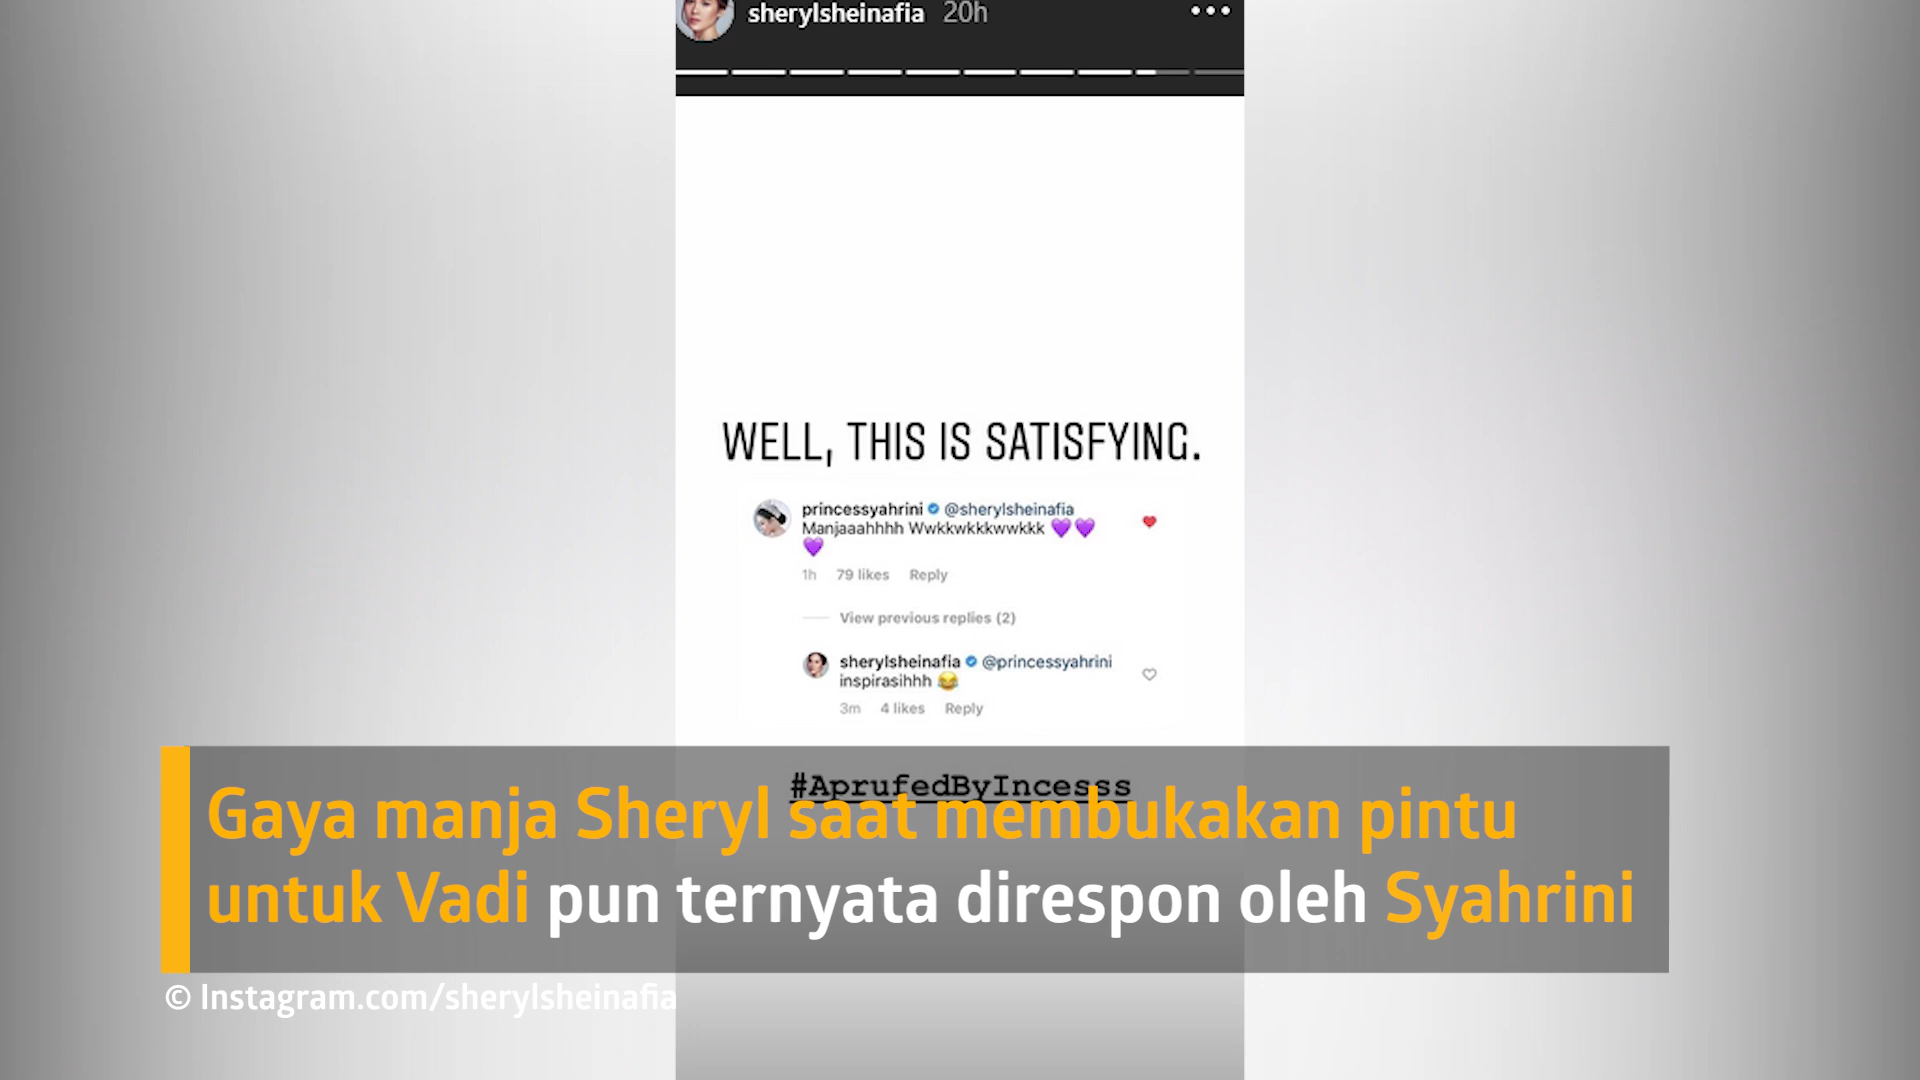 sherylsheinafia 20h
WELL, THIS IS SATISFYING.
princessyahrini @sherylsheinafia
Manjaaahhhh Wwkkwkkkwwkkk 💜💜
💜
1h 79 likes Reply
View previous replies (2)
sherylsheinafia @princessyahrini
inspirasihhh 😂
3m 4 likes Reply
#AprufedByIncesss
Gaya manja Sheryl saat membukakan pintu
untuk Vadi pun ternyata direspon oleh Syahrini
© Instagram.com/sherylsheinafia